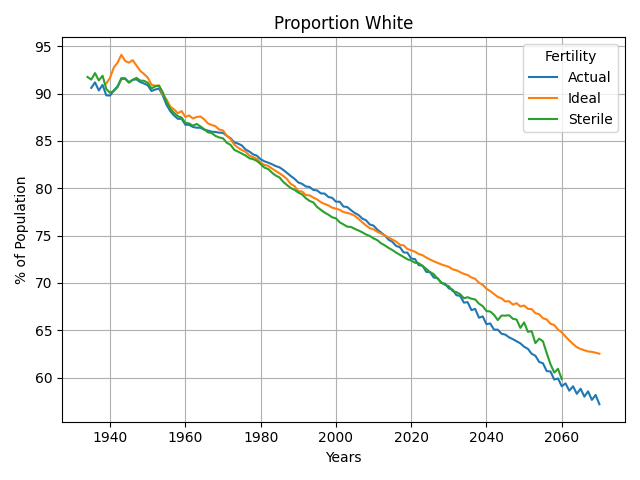 Proportion White
% of Population
95
90
85
80
75
70
65
60
Fertility
Actual
Ideal
Sterile
1940
1960
1980
2000
2020
2040
2060
Years